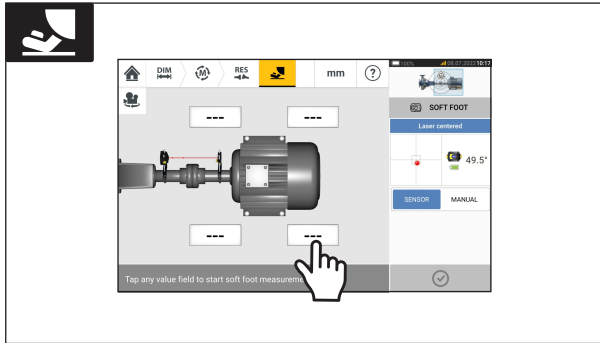 DIM
M
RES
mm
?
100%
08.07.2022 10:17
SOFT FOOT
Laser centered
49.5°
SENSOR
MANUAL
---
---
---
---
Tap any value field to start soft foot